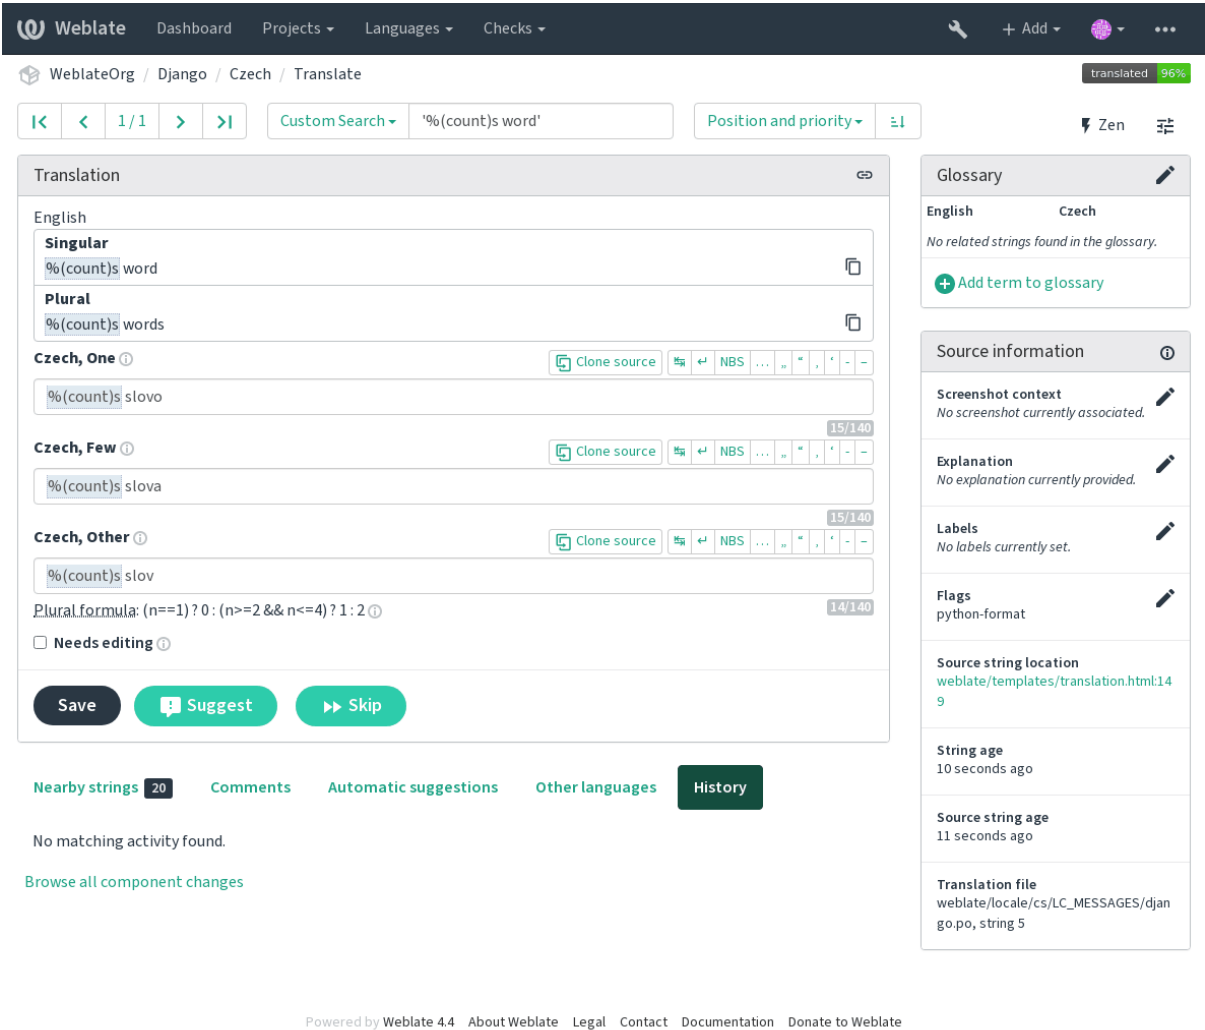 Weblate Dashboard Projects Languages Checks Add
WeblateOrg / Django / Czech / Translate
translated 96%
1 / 1 Custom Search '%(count)s word' Position and priority
Zen
Translation
English
Singular
%(count)s word
Plural
%(count)s words
Czech, One Clone source ↹ ↵ NBS … „ “ ‚ ‘ - –
%(count)s slovo
15/140
Czech, Few Clone source ↹ ↵ NBS … „ “ ‚ ‘ - –
%(count)s slova
15/140
Czech, Other Clone source ↹ ↵ NBS … „ “ ‚ ‘ - –
%(count)s slov
14/140
Plural formula: (n==1) ? 0 : (n>=2 && n<=4) ? 1 : 2
Needs editing
Save Suggest Skip
Nearby strings 20 Comments Automatic suggestions Other languages History
No matching activity found.
Browse all component changes
Glossary
English Czech
No related strings found in the glossary.
Add term to glossary
Source information
Screenshot context
No screenshot currently associated.
Explanation
No explanation currently provided.
Labels
No labels currently set.
Flags
python-format
Source string location
weblate/templates/translation.html:14
9
String age
10 seconds ago
Source string age
11 seconds ago
Translation file
weblate/locale/cs/LC_MESSAGES/djan
go.po, string 5
Powered by Weblate 4.4 About Weblate Legal Contact Documentation Donate to Weblate